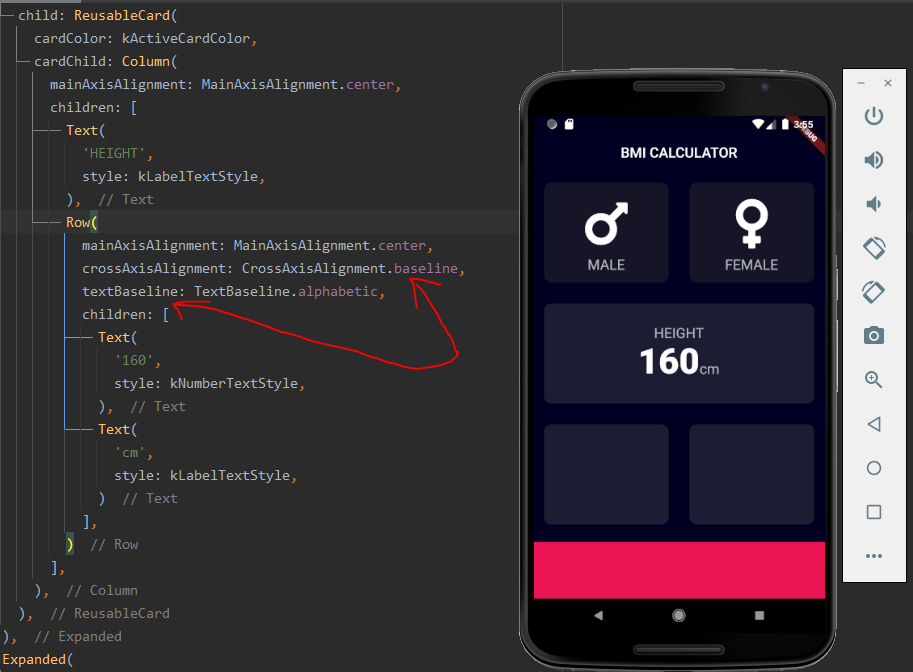 child: ReusableCard(
cardColor: kActiveCardColor,
cardChild: Column(
mainAxisAlignment: MainAxisAlignment.center,
children: [
Text(
'HEIGHT',
style: kLabelTextStyle,
), // Text
Row(
mainAxisAlignment: MainAxisAlignment.center,
crossAxisAlignment: CrossAxisAlignment.baseline,
textBaseline: TextBaseline.alphabetic,
children: [
Text(
'160',
style: kNumberTextStyle,
), // Text
Text(
'cm',
style: kLabelTextStyle,
) // Text
],
) // Row
],
), // Column
), // ReusableCard
), // Expanded
Expanded(
3:55
DEBUG
BMI CALCULATOR
MALE
FEMALE
HEIGHT
160cm